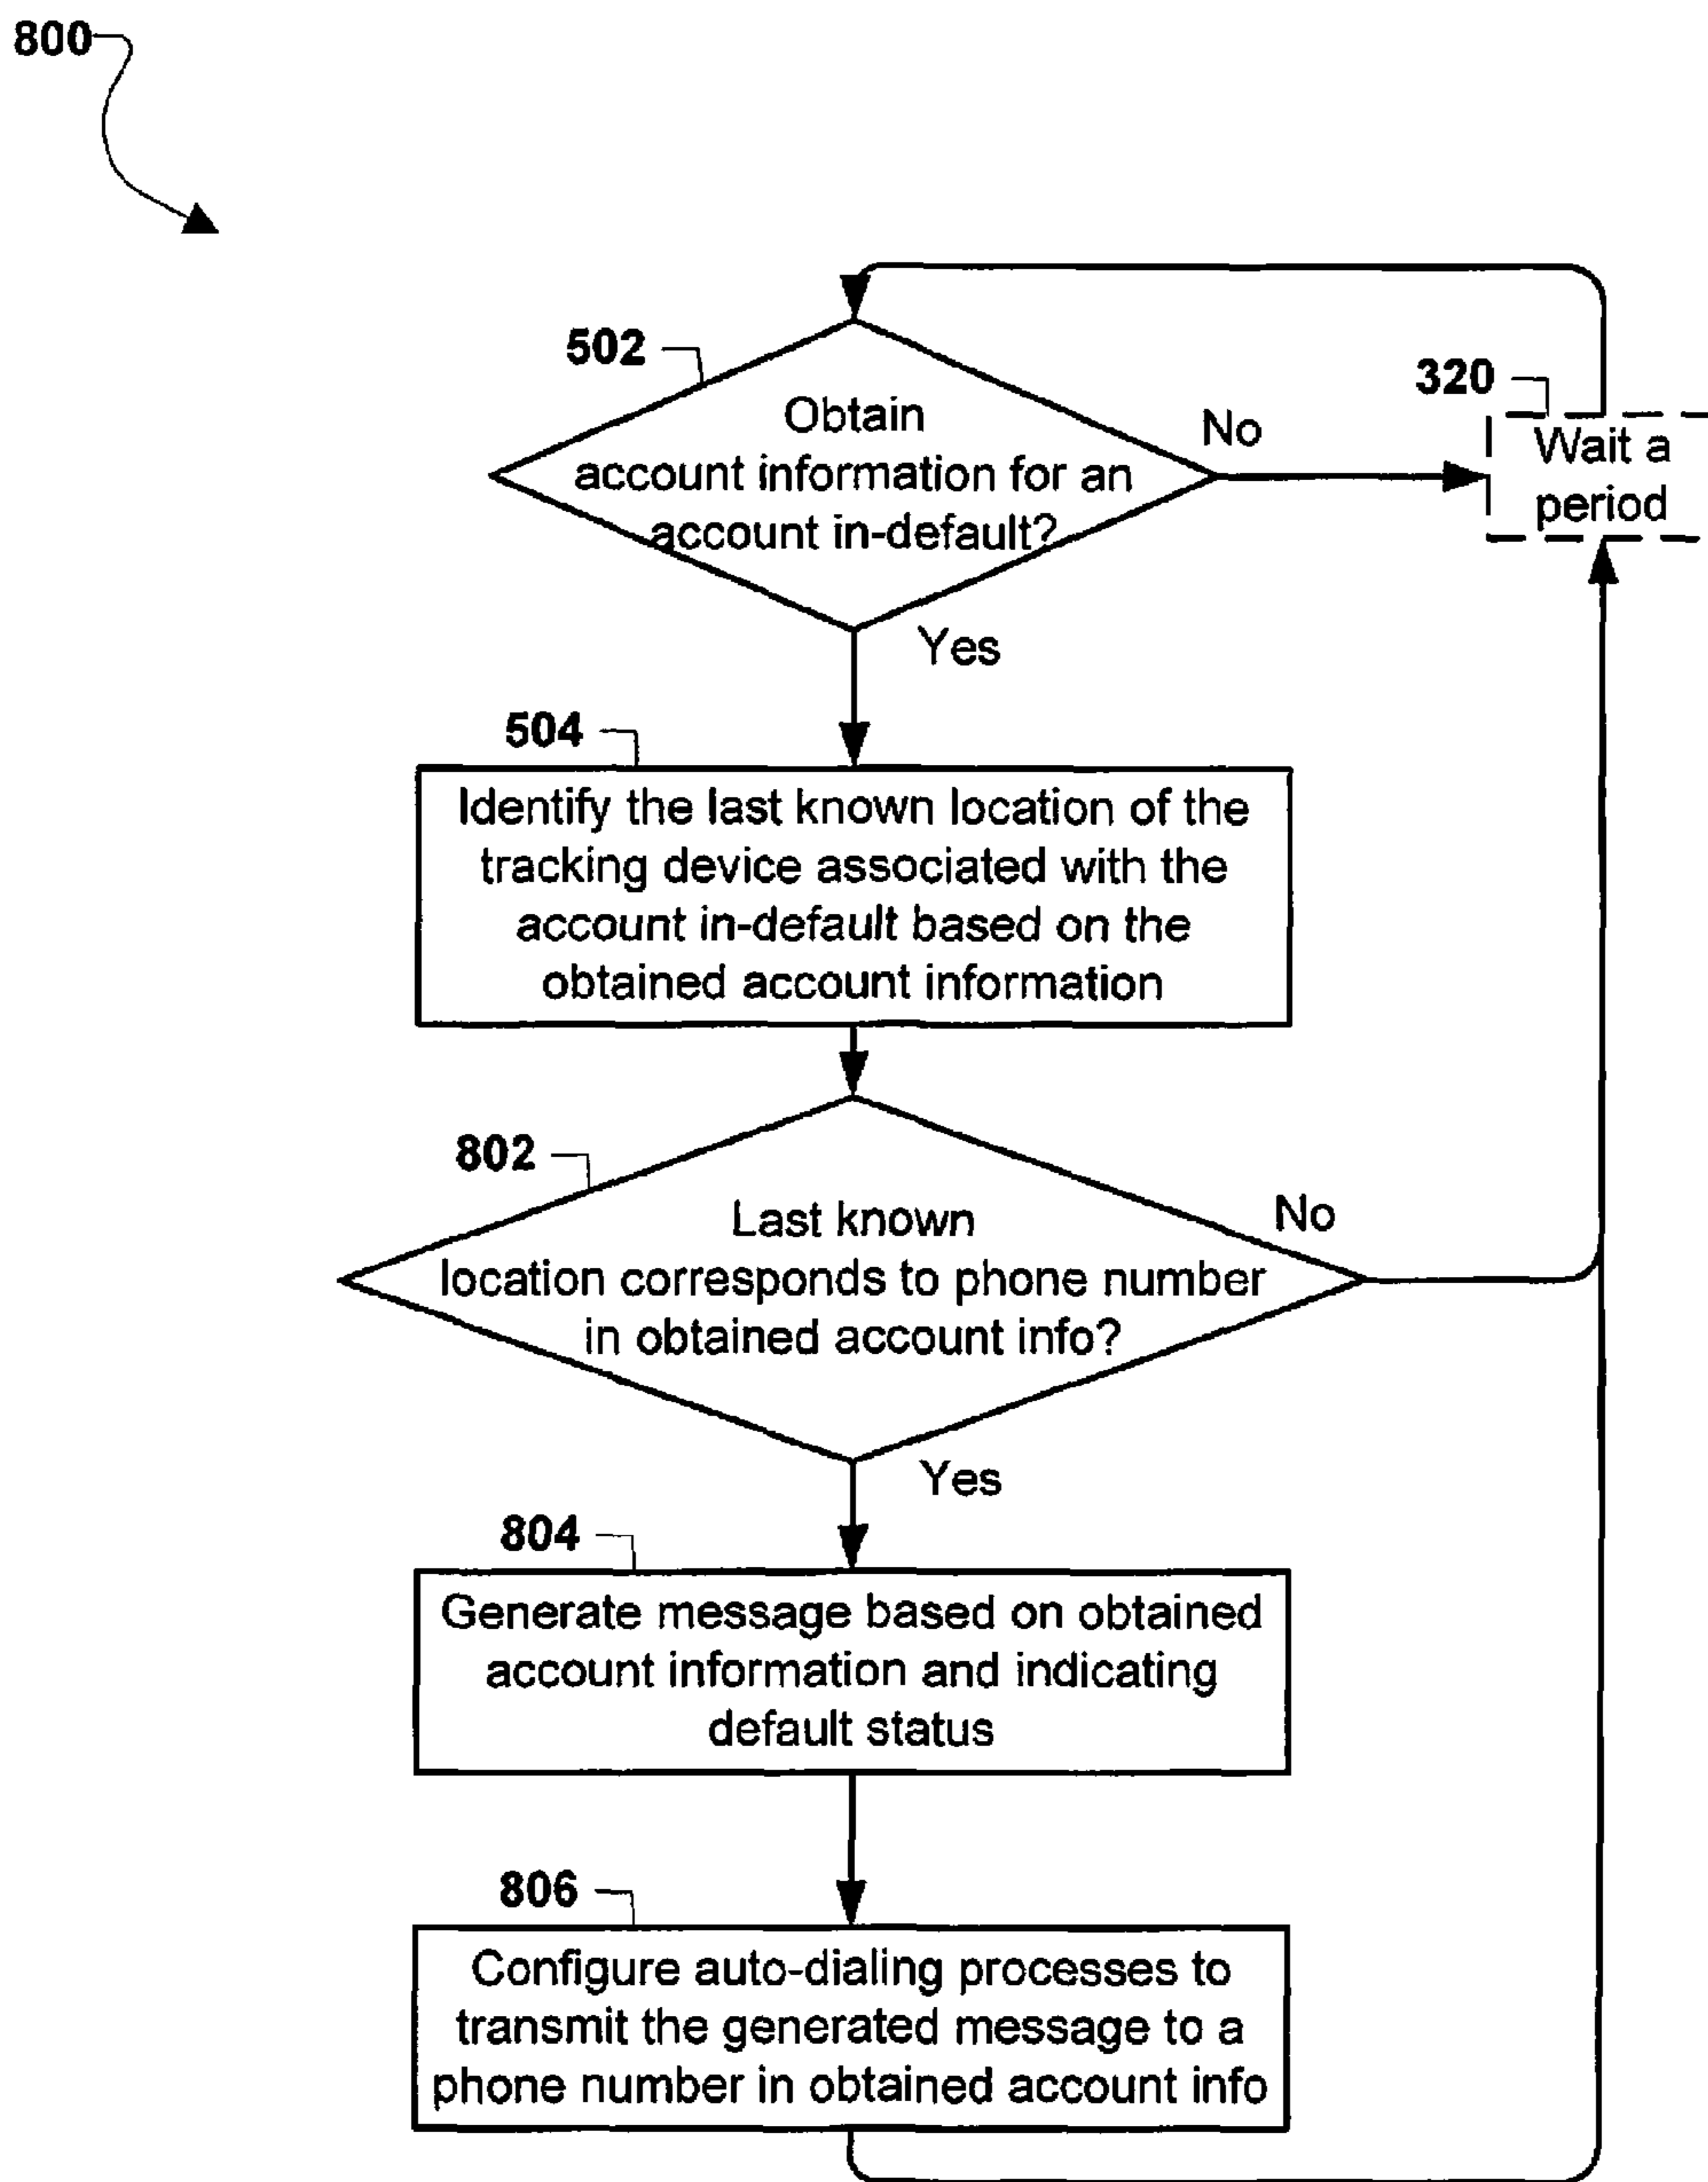 800
502
Obtain
account information for an
account in-default?
No
320
Wait a
period
Yes
504
Identify the last known location of the
tracking device associated with the
account in-default based on the
obtained account information
802
Last known
location corresponds to phone number
in obtained account info?
No
Yes
804
Generate message based on obtained
account information and indicating
default status
806
Configure auto-dialing processes to
transmit the generated message to a
phone number in obtained account info